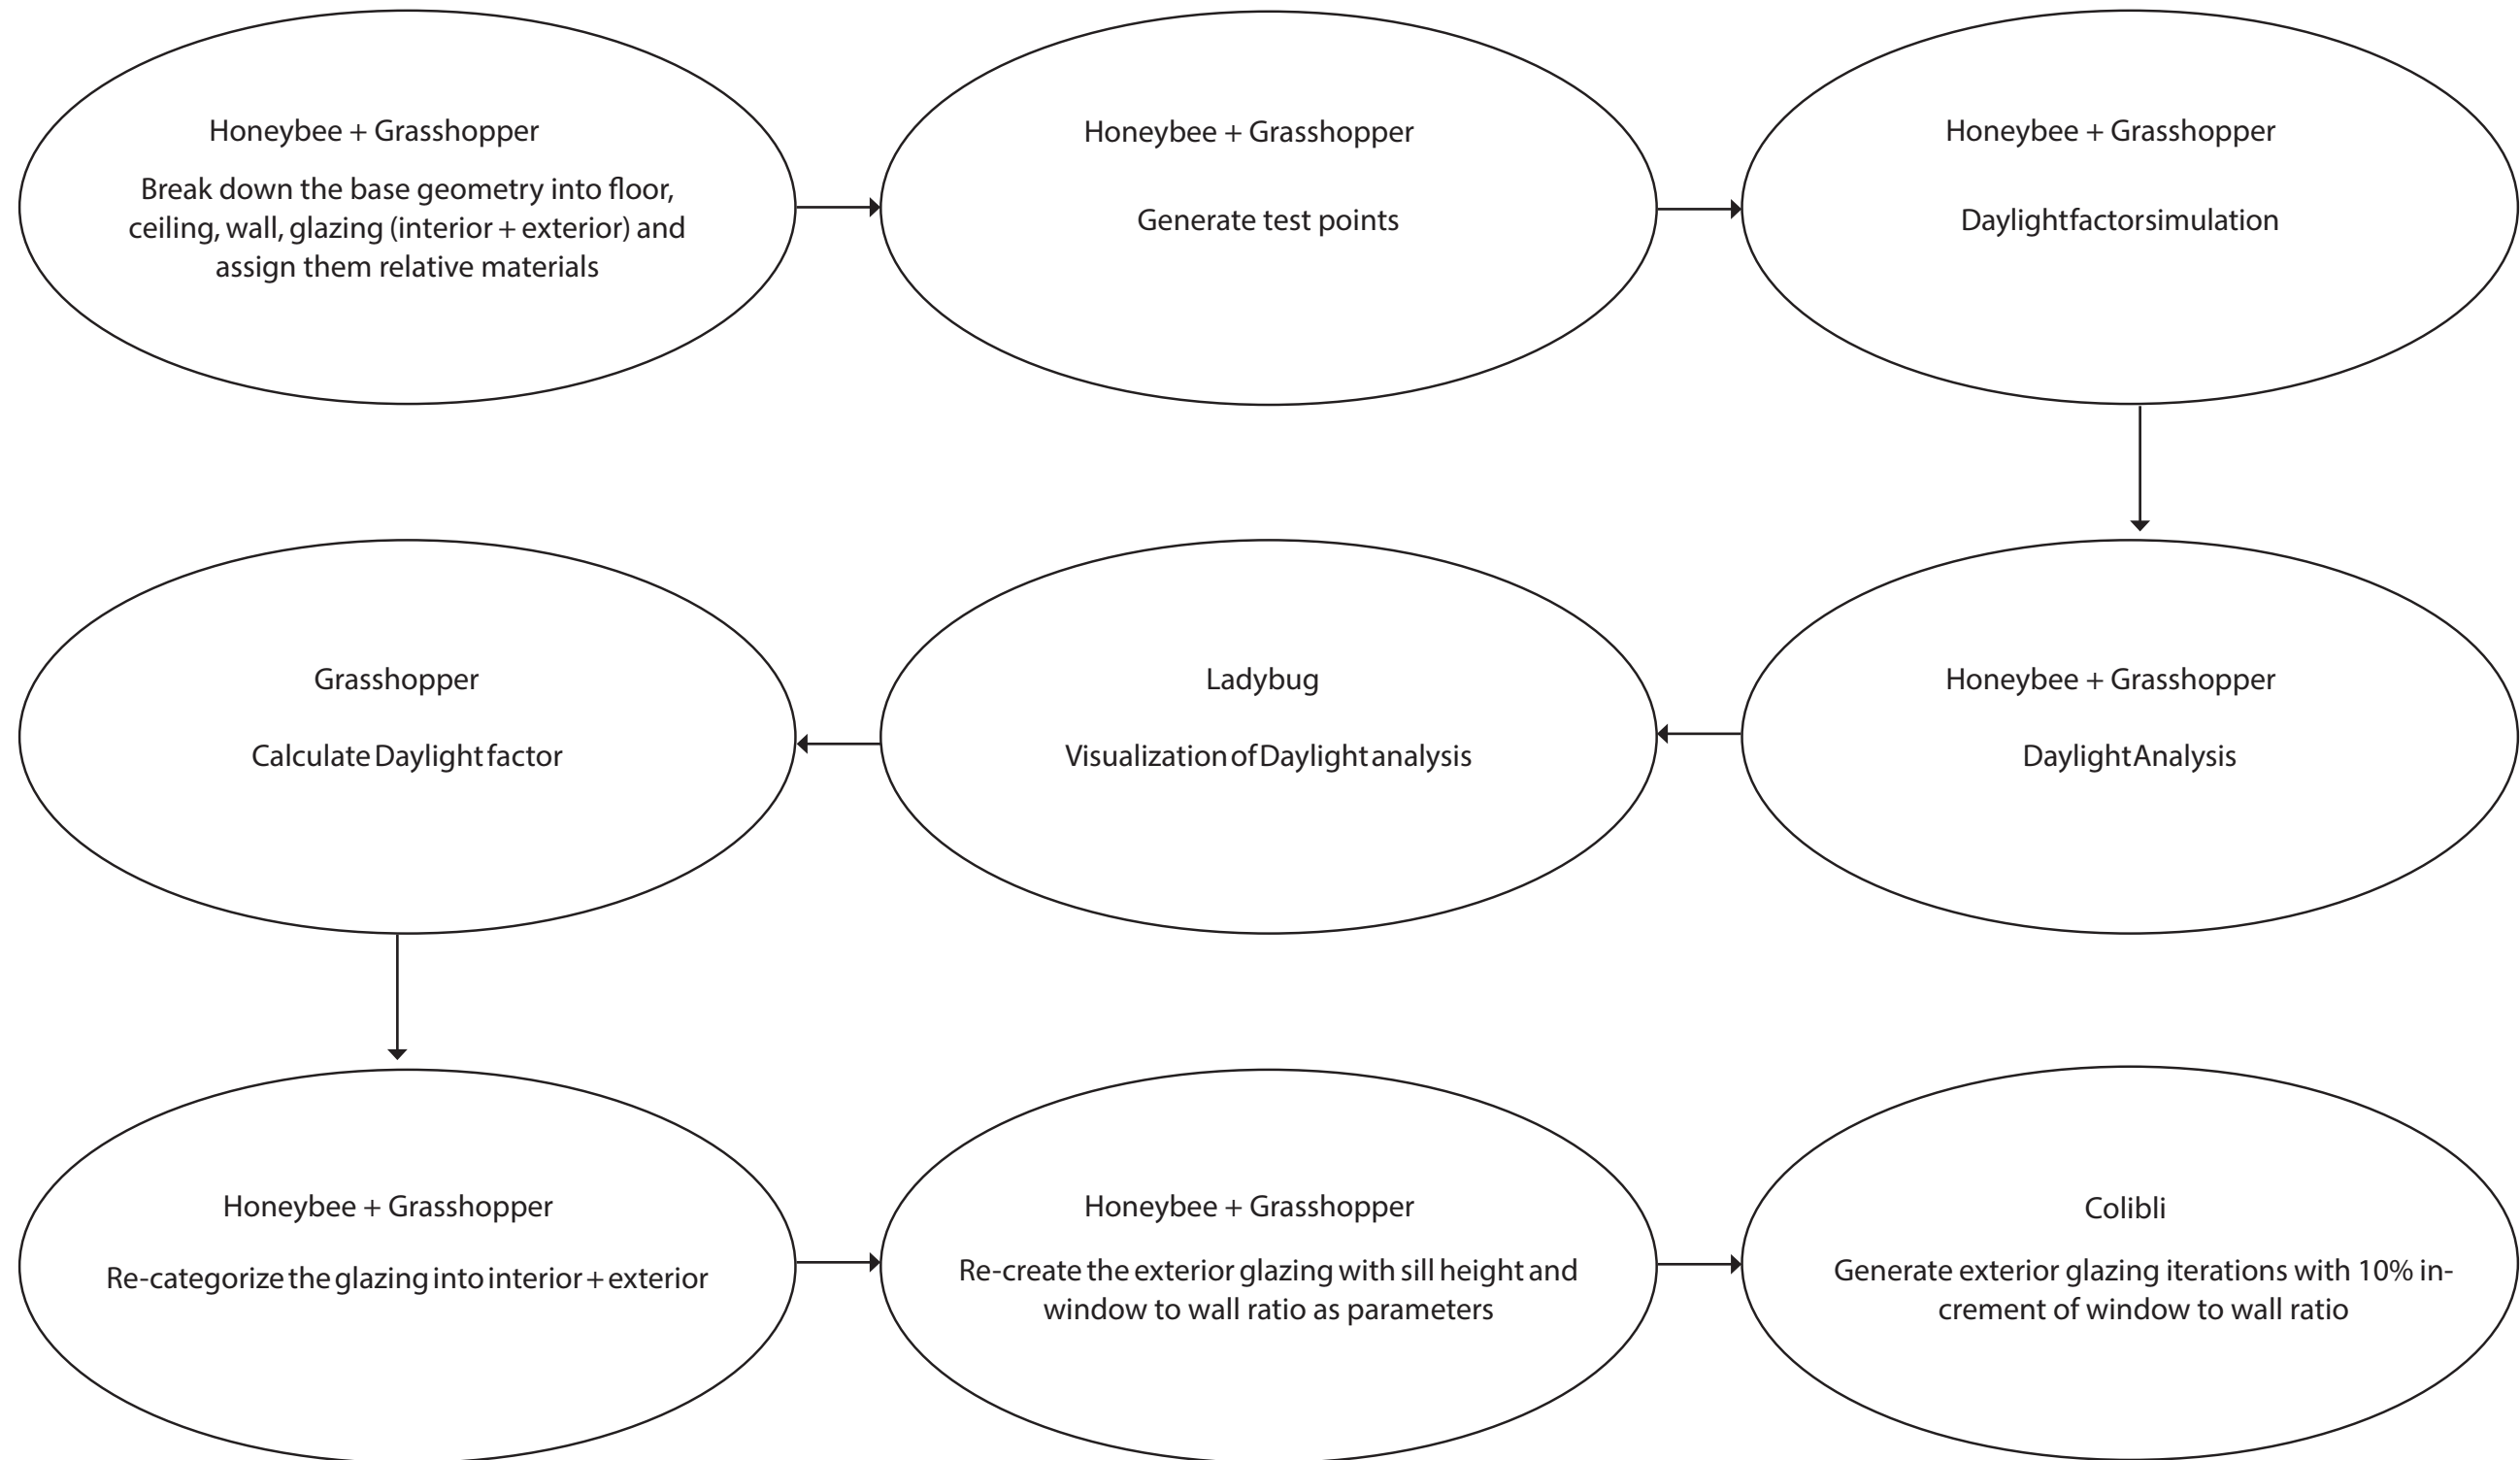 Honeybee + Grasshopper
Break down the base geometry into floor,
ceiling, wall, glazing (interior + exterior) and
assign them relative materials
Honeybee + Grasshopper
Generate test points
Honeybee + Grasshopper
Daylight factor simulation
Honeybee + Grasshopper
Daylight Analysis
Ladybug
Visualization of Daylight analysis
Grasshopper
Calculate Daylight factor
Honeybee + Grasshopper
Re-categorize the glazing into interior + exterior
Honeybee + Grasshopper
Re-create the exterior glazing with sill height and
window to wall ratio as parameters
Colibli
Generate exterior glazing iterations with 10% in-
crement of window to wall ratio